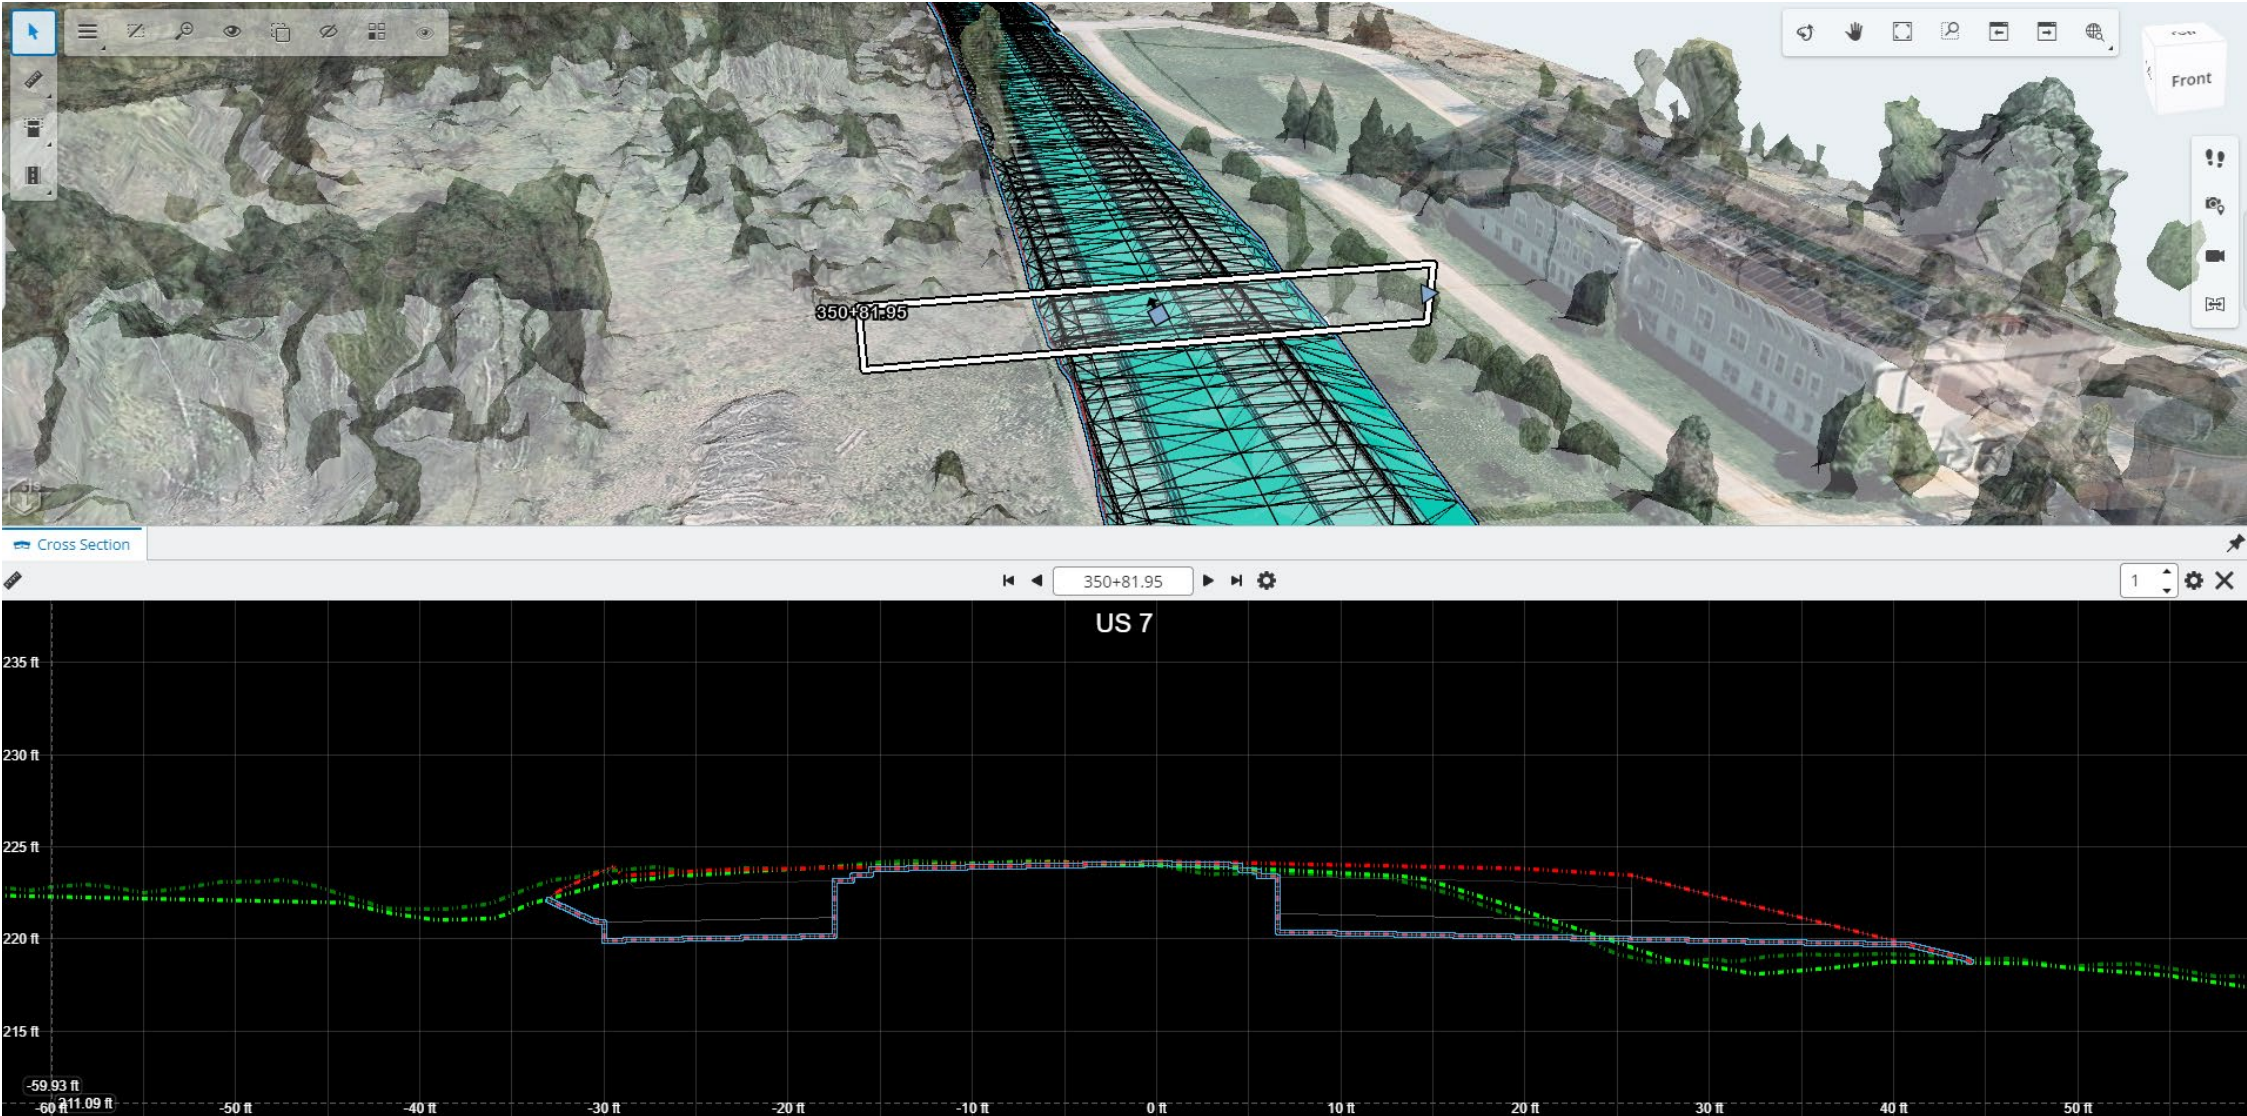 Front
350+81.95
Cross Section
350+81.95
1
US 7
235 ft
230 ft
225 ft
220 ft
215 ft
-59.93 ft
211.09 ft
-60 ft
-50 ft
-40 ft
-30 ft
-20 ft
-10 ft
0 ft
10 ft
20 ft
30 ft
40 ft
50 ft